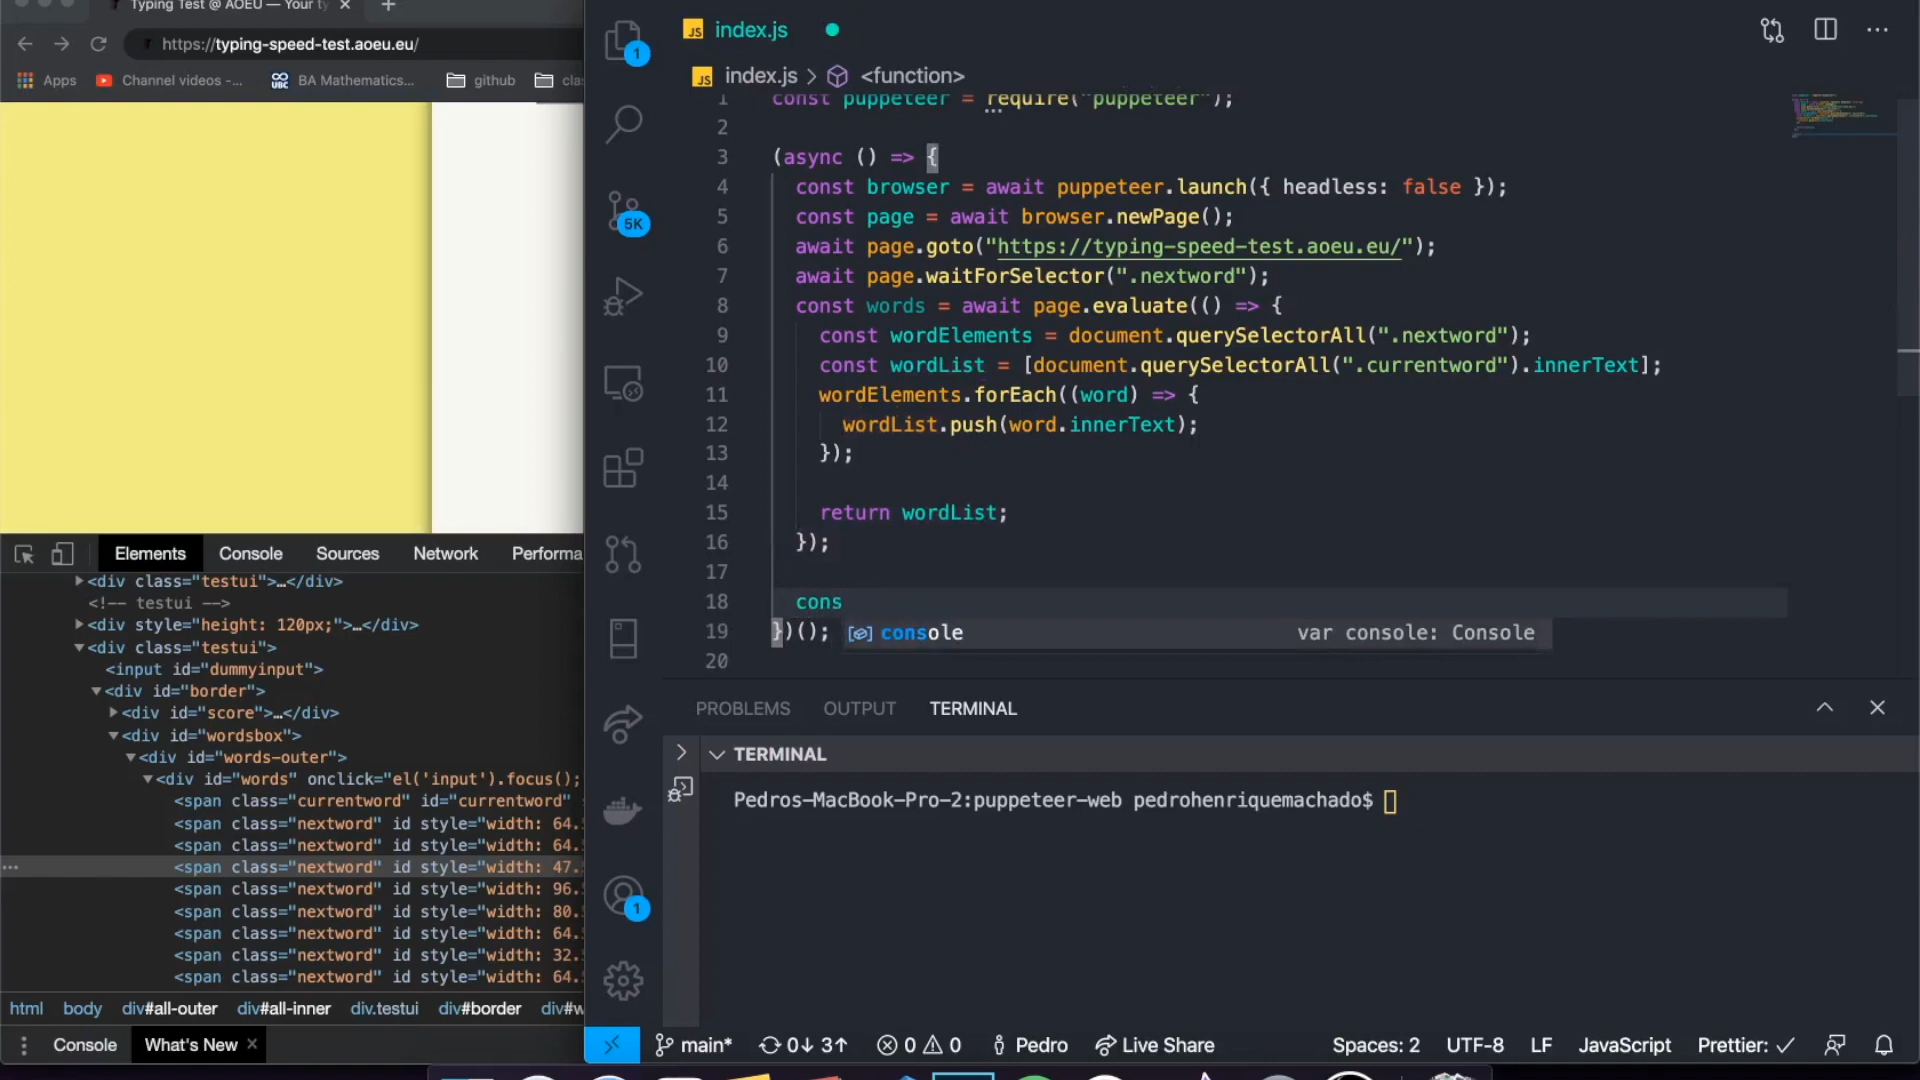 Typing Test @ AOEU — Your ty
https://typing-speed-test.aoeu.eu/
Apps
Channel videos -...
UBC
BA Mathematics...
github
cla
Elements
Console
Sources
Network
Performa
<div class="testui">…</div>
<!-- testui -->
<div style="height: 120px;">…</div>
<div class="testui">
<input id="dummyinput">
<div id="border">
<div id="score">…</div>
<div id="wordsbox">
<div id="words-outer">
<div id="words" onclick="el('input').focus();
<span class="currentword" id="currentword"
<span class="nextword" id style="width: 64.
<span class="nextword" id style="width: 64.
<span class="nextword" id style="width: 47.
<span class="nextword" id style="width: 96.
<span class="nextword" id style="width: 80.
<span class="nextword" id style="width: 64.
<span class="nextword" id style="width: 32.
<span class="nextword" id style="width: 64.
html body div#all-outer div#all-inner div.testui div#border div#w
Console
What's New
1
5K
1
JS index.js
JS index.js > <function>
1 const puppeteer = require("puppeteer");
2
3 (async () => {
4 const browser = await puppeteer.launch({ headless: false });
5 const page = await browser.newPage();
6 await page.goto("https://typing-speed-test.aoeu.eu/");
7 await page.waitForSelector(".nextword");
8 const words = await page.evaluate(() => {
9 const wordElements = document.querySelectorAll(".nextword");
10 const wordList = [document.querySelectorAll(".currentword").innerText];
11 wordElements.forEach((word) => {
12 wordList.push(word.innerText);
13 });
14
15 return wordList;
16 });
17
18 cons
19 })();
console
var console: Console
20
PROBLEMS
OUTPUT
TERMINAL
TERMINAL
Pedros-MacBook-Pro-2:puppeteer-web pedrohenriquemachado$
main*
0↓ 3↑
0
0
Pedro
Live Share
Spaces: 2
UTF-8
LF
JavaScript
Prettier: ✓